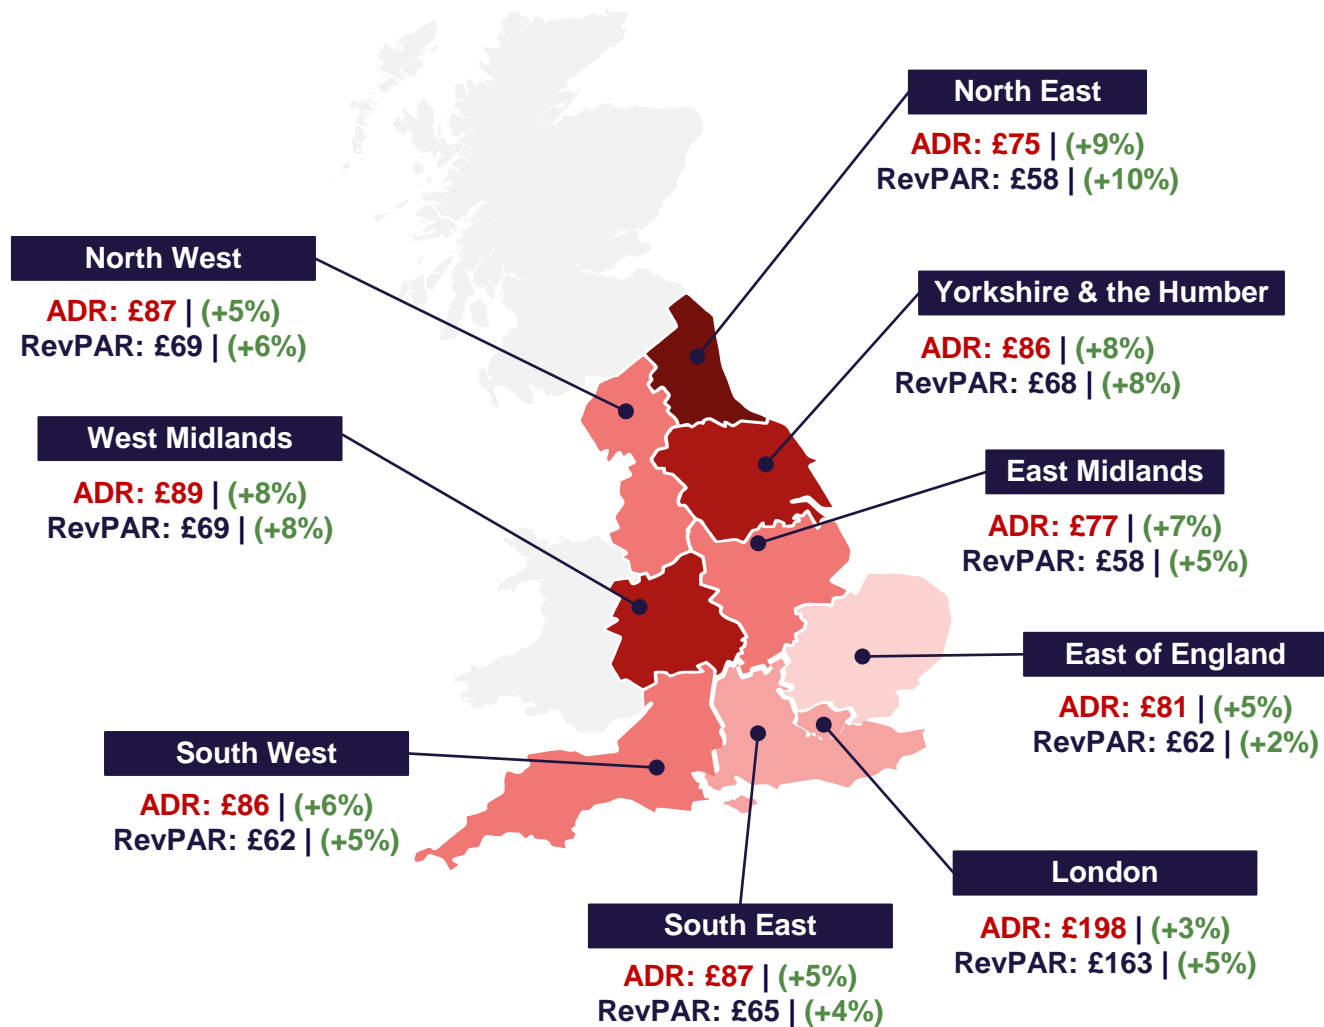 North East
ADR: £75 | (+9%)
RevPAR: £58 | (+10%)
North West
ADR: £87 | (+5%)
RevPAR: £69 | (+6%)
Yorkshire & the Humber
ADR: £86 | (+8%)
RevPAR: £68 | (+8%)
West Midlands
ADR: £89 | (+8%)
RevPAR: £69 | (+8%)
East Midlands
ADR: £77 | (+7%)
RevPAR: £58 | (+5%)
East of England
ADR: £81 | (+5%)
RevPAR: £62 | (+2%)
South West
ADR: £86 | (+6%)
RevPAR: £62 | (+5%)
London
ADR: £198 | (+3%)
RevPAR: £163 | (+5%)
South East
ADR: £87 | (+5%)
RevPAR: £65 | (+4%)